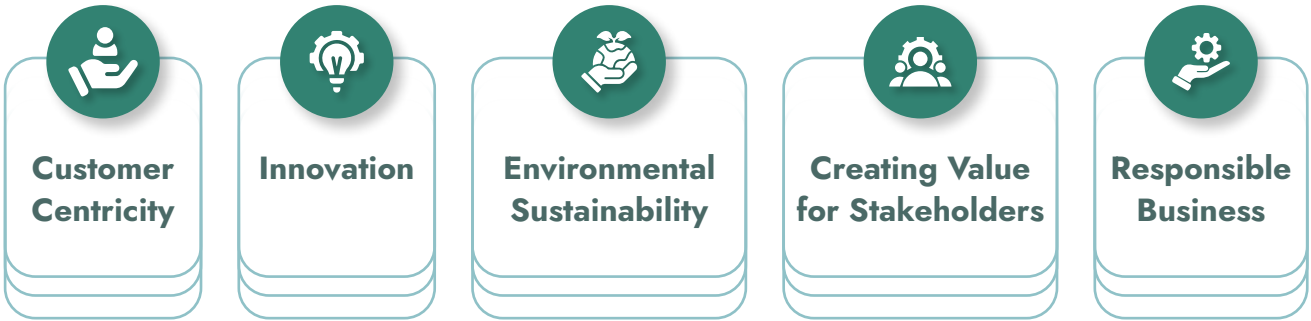 Customer
Centricity
Innovation
Environmental
Sustainability
Creating Value
for Stakeholders
Responsible
Business